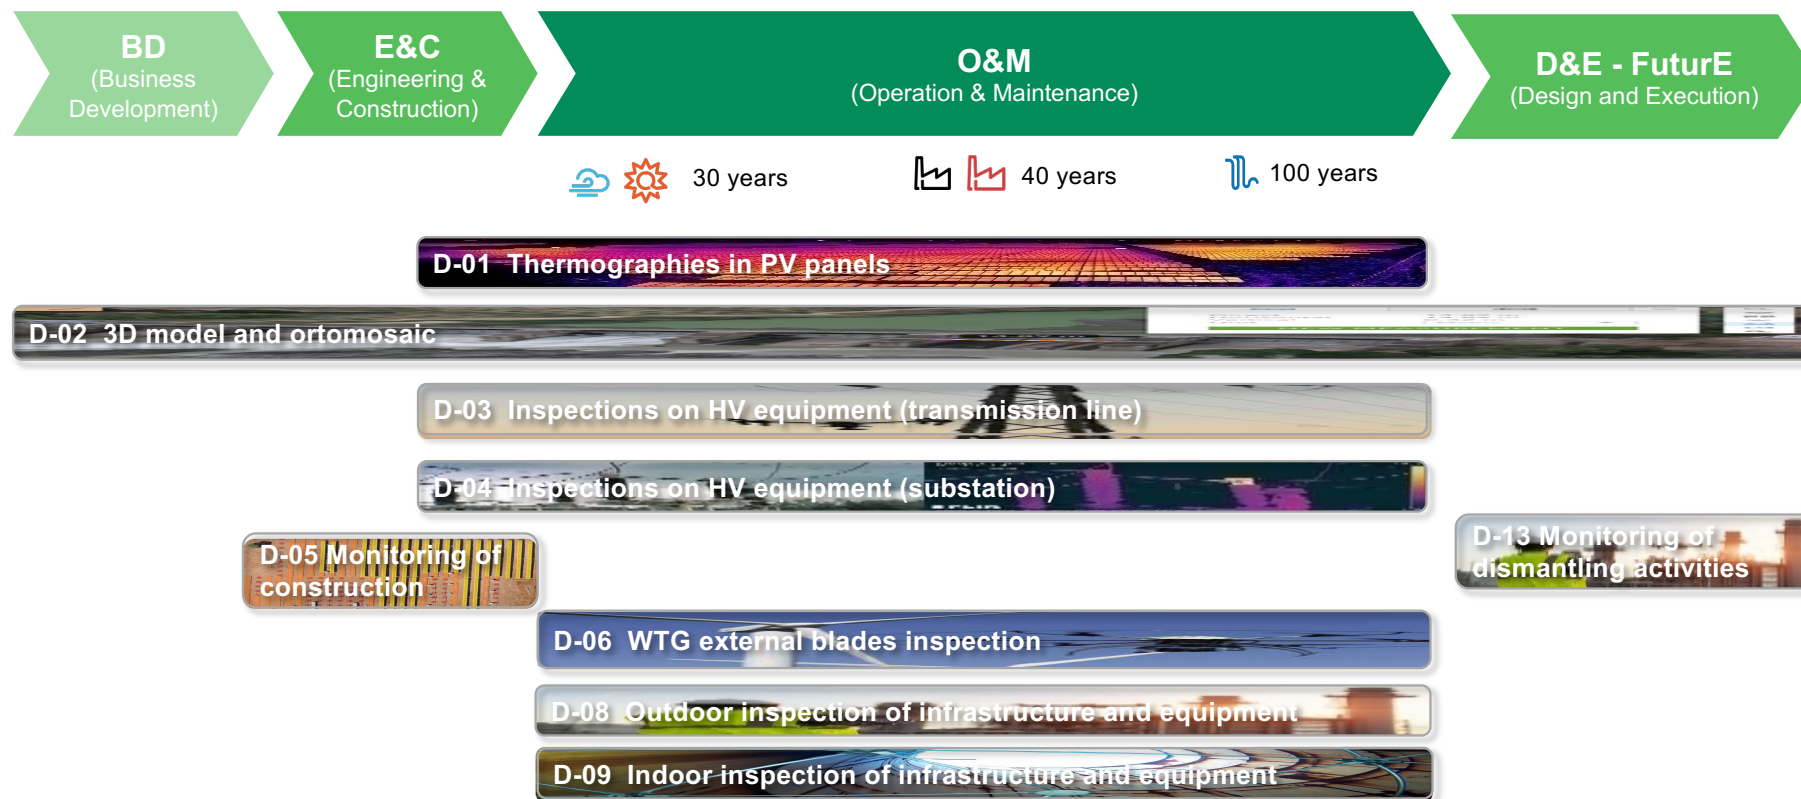 BD
(Business
Development)
E&C
(Engineering &
Construction)
O&M
(Operation & Maintenance)
D&E - FuturE
(Design and Execution)
30 years
40 years
100 years
D-01 Thermographies in PV panels
D-02 3D model and ortomosaic
D-03 Inspections on HV equipment (transmission line)
D-04 Inspections on HV equipment (substation)
D-05 Monitoring of
construction
D-13 Monitoring of
dismantling activities
D-06 WTG external blades inspection
D-08 Outdoor inspection of infrastructure and equipment
D-09 Indoor inspection of infrastructure and equipment